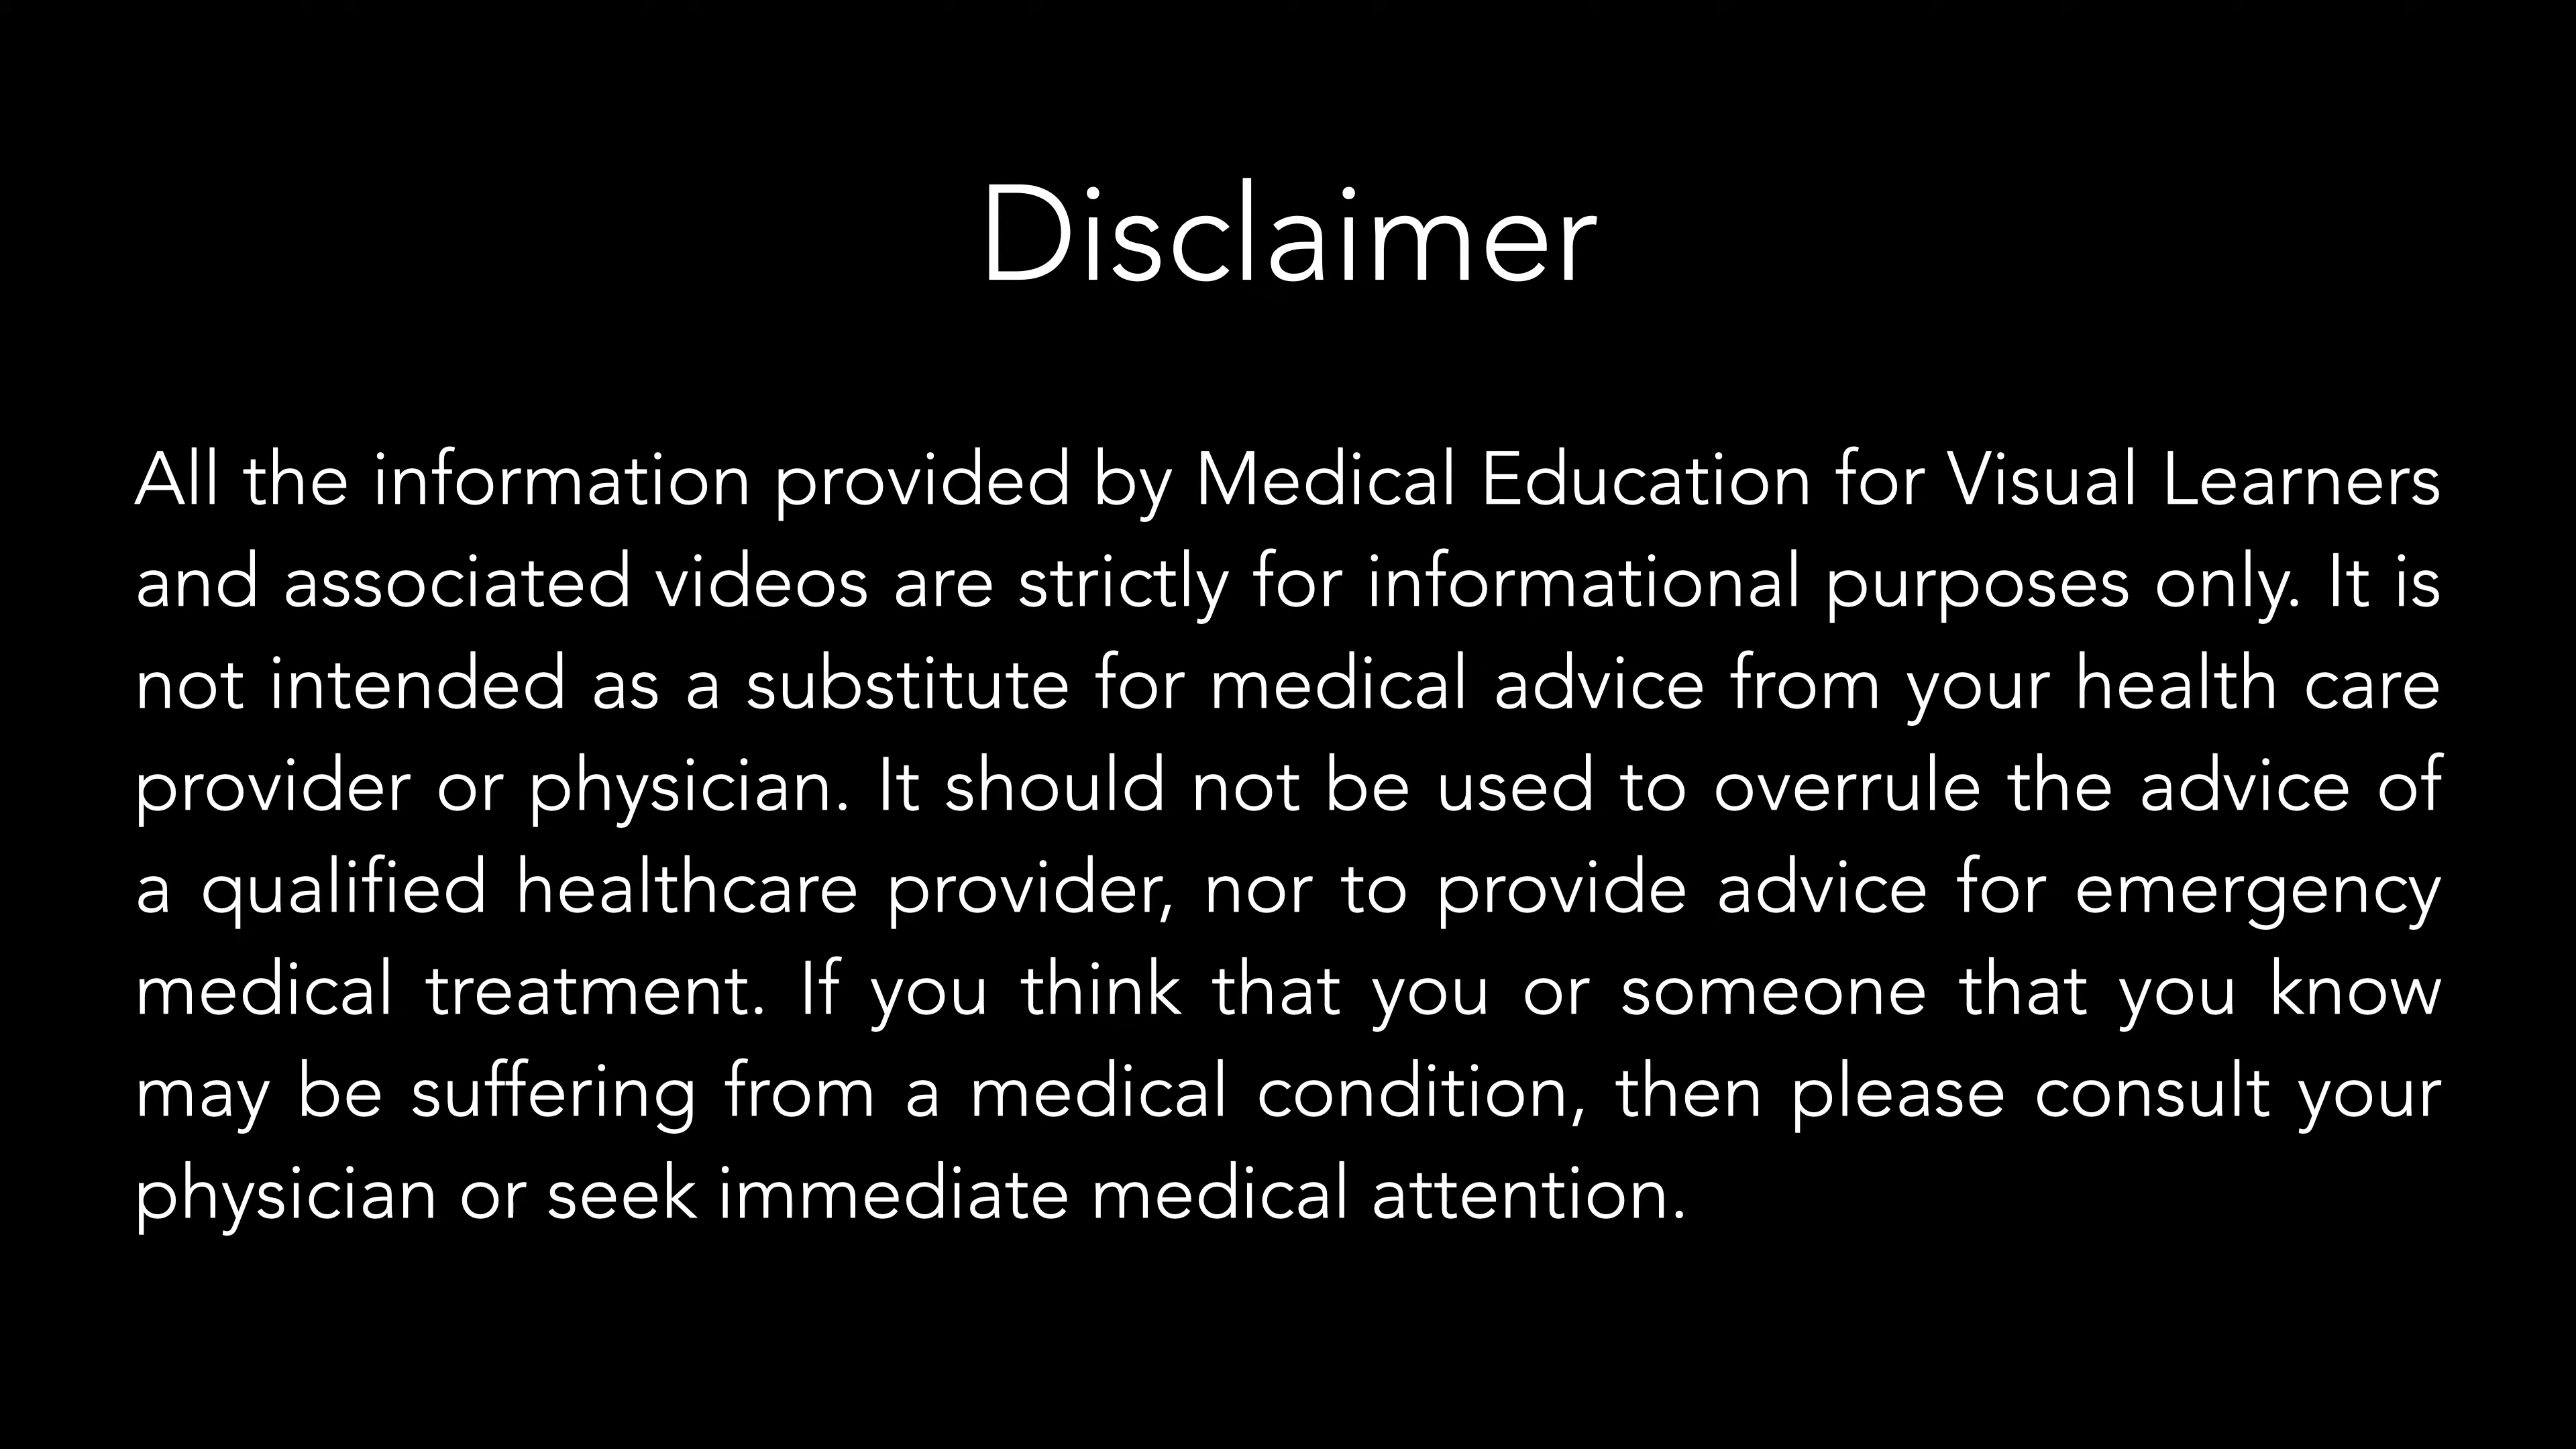 Disclaimer
All the information provided by Medical Education for Visual Learners
and associated videos are strictly for informational purposes only. It is
not intended as a substitute for medical advice from your health care
provider or physician. It should not be used to overrule the advice of
a qualified healthcare provider, nor to provide advice for emergency
medical treatment. If you think that you or someone that you know
may be suffering from a medical condition, then please consult your
physician or seek immediate medical attention.